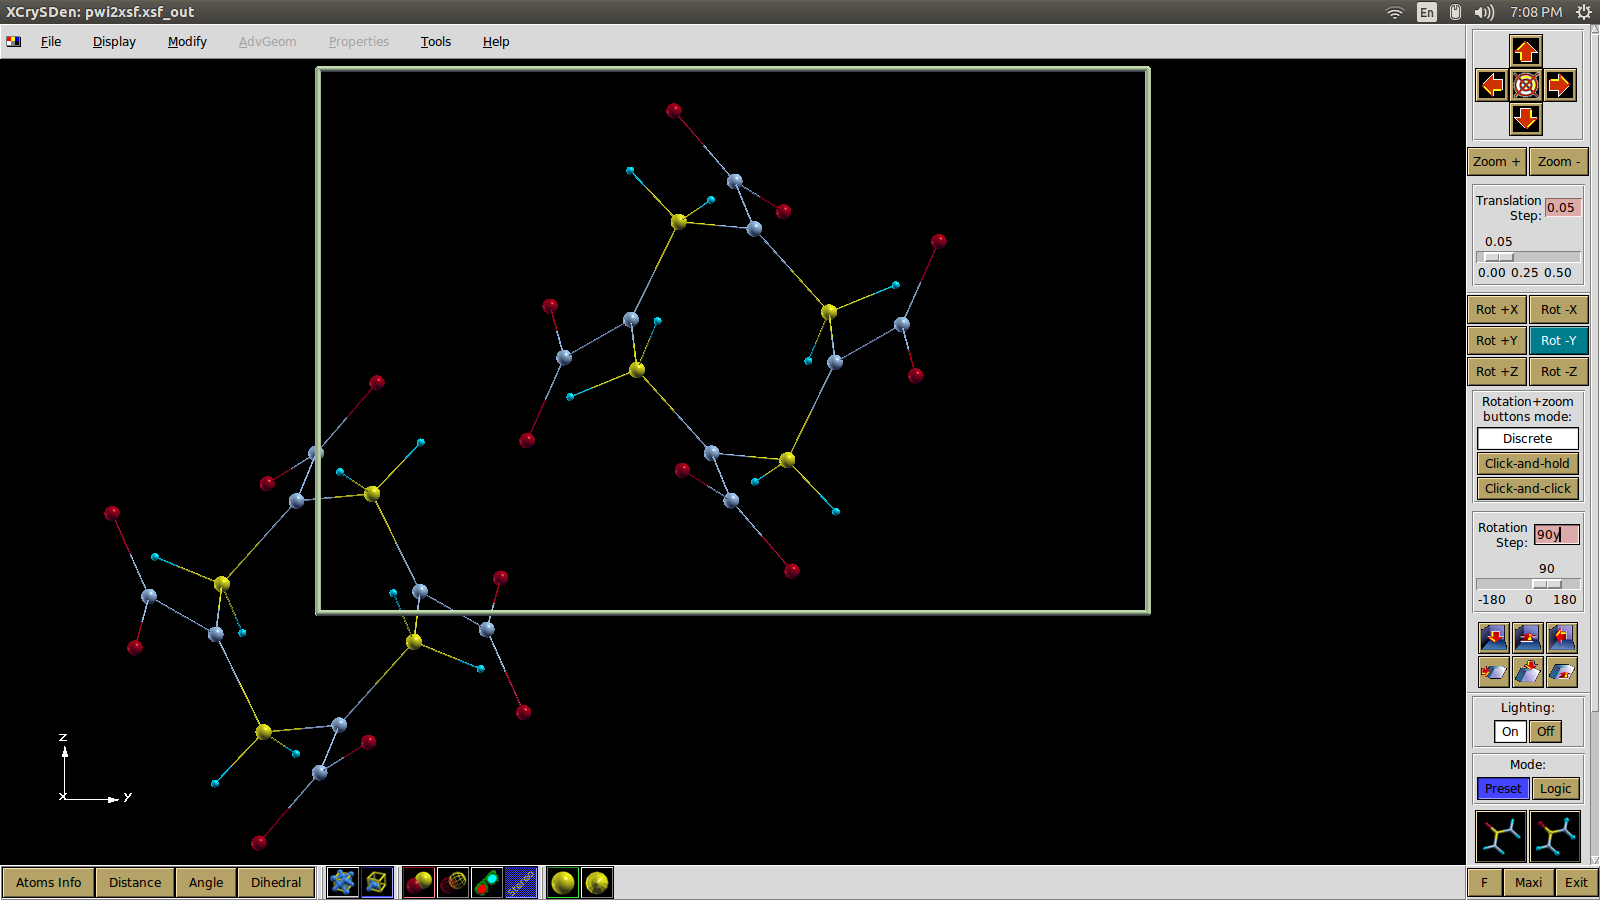 XCrySDen: pwi2xsf.xsf_out
En
7:08 PM
File Display Modify AdvGeom Properties Tools Help
Zoom + Zoom -
Translation
Step: 0.05
0.05
0.00 0.25 0.50
Rot +X Rot -X
Rot +Y Rot -Y
Rot +Z Rot -Z
Rotation+zoom
buttons mode:
Discrete
Click-and-hold
Click-and-click
Rotation
Step: 90y
90
-180 0 180
Lighting:
On Off
Mode:
Preset Logic
z
x y
Atoms Info Distance Angle Dihedral
Stereo
F Maxi Exit